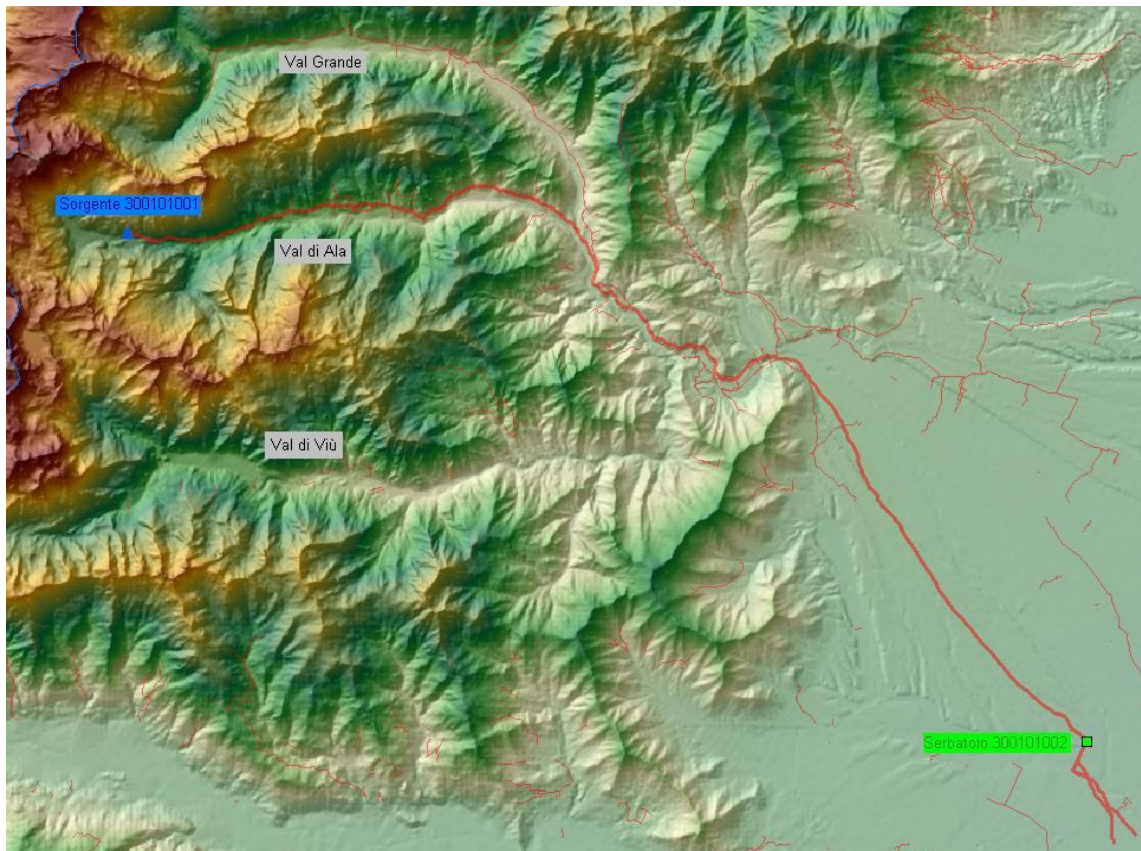 Val Grande
Sorgente 300101001
Val di Ala
Val di Viù
Serbatoio 300101002